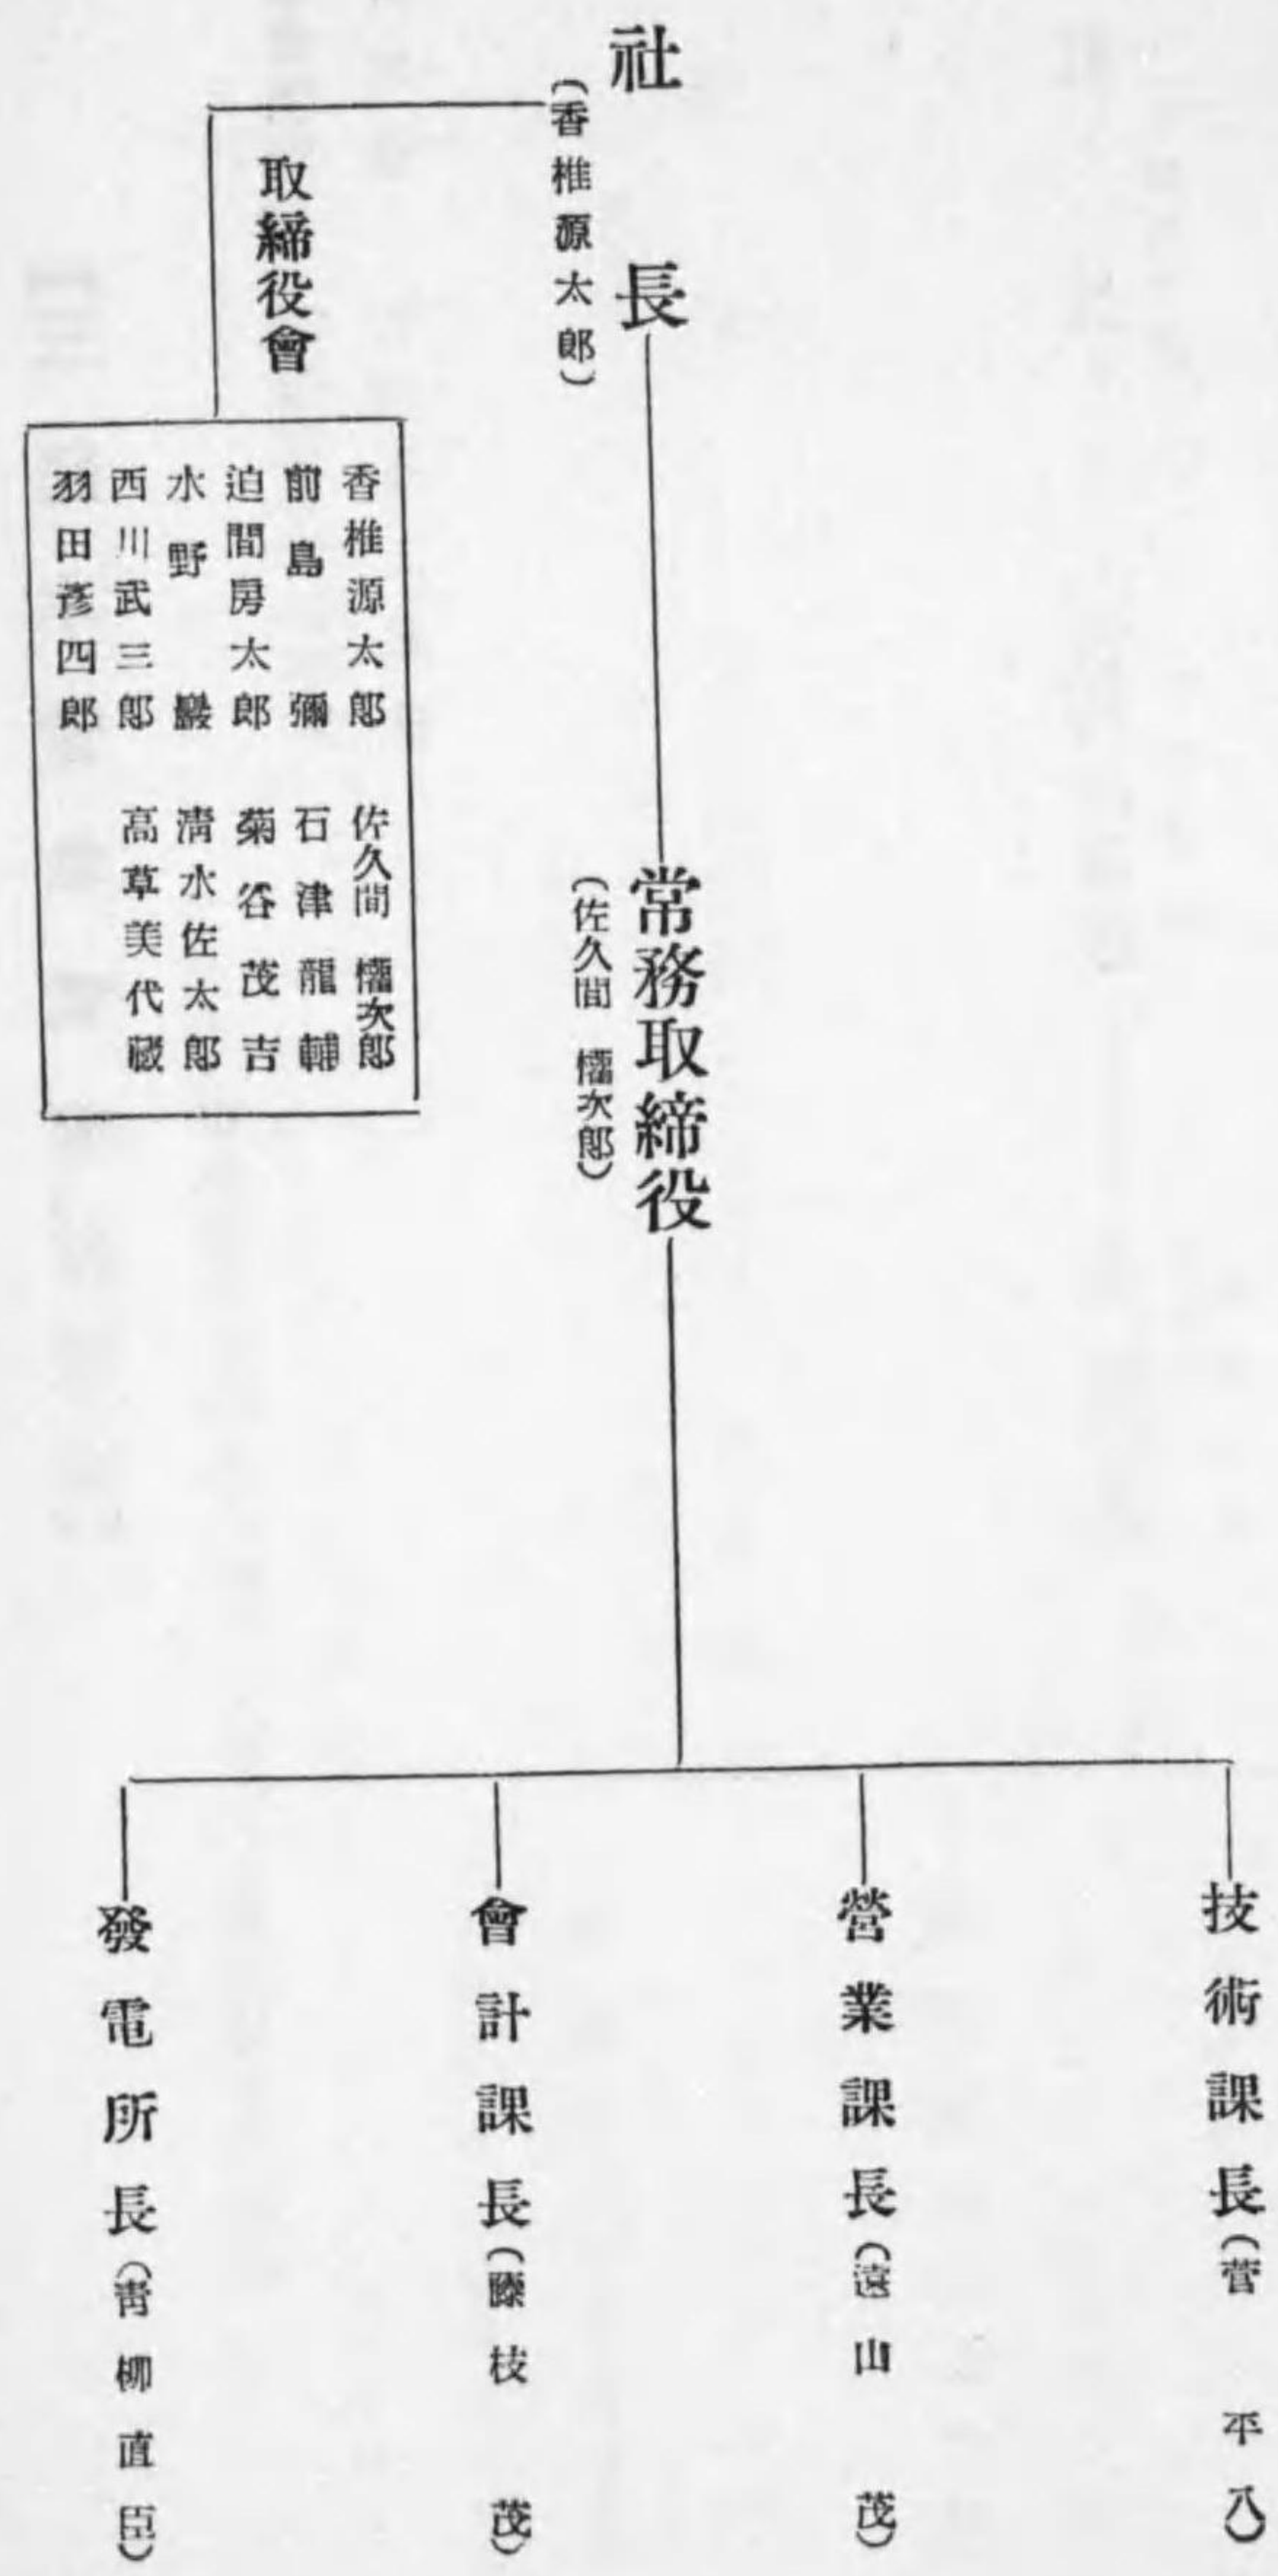 社長
(香椎源太郎)
取締役會
香椎源太郎 佐久間權次郎
前島彌 石津龍輔
迫間房太郎 菊谷茂吉
水野巖 清水佐太郎
西川武三郎 高草美代藏
羽田彦四郎
常務取締役
(佐久間權次郎)
技術課長(菅平八)
營業課長(遠山茂)
會計課長(藤枝茂)
發電所長(青柳直臣)